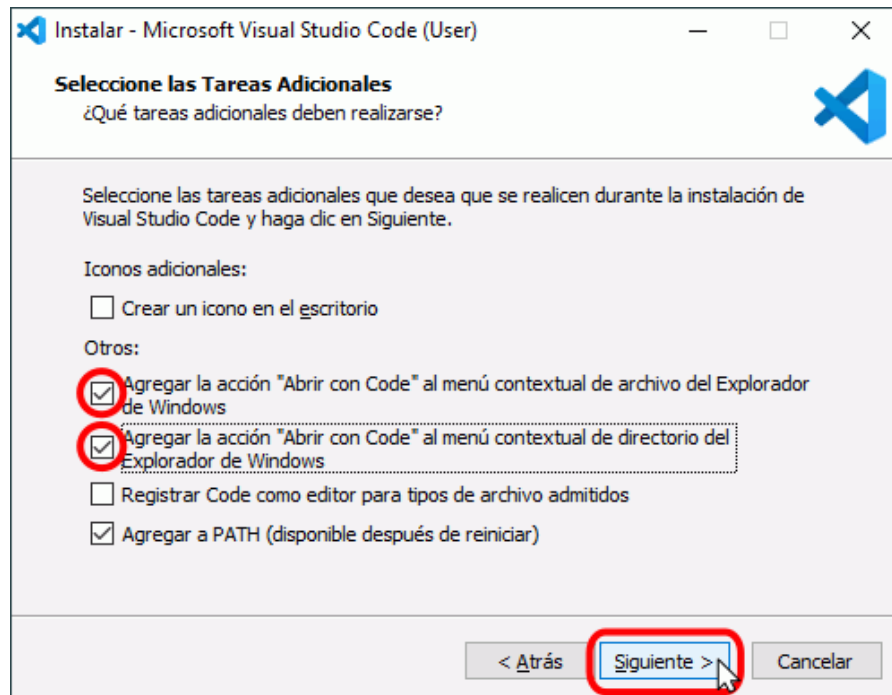 Instalar - Microsoft Visual Studio Code (User)
Seleccione las Tareas Adicionales
¿Qué tareas adicionales deben realizarse?
Seleccione las tareas adicionales que desea que se realicen durante la instalación de
Visual Studio Code y haga clic en Siguiente.
Iconos adicionales:
Crear un icono en el escritorio
Otros:
Agregar la acción "Abrir con Code" al menú contextual de archivo del Explorador
de Windows
Agregar la acción "Abrir con Code" al menú contextual de directorio del
Explorador de Windows
Registrar Code como editor para tipos de archivo admitidos
Agregar a PATH (disponible después de reiniciar)
< Atrás Siguiente > Cancelar